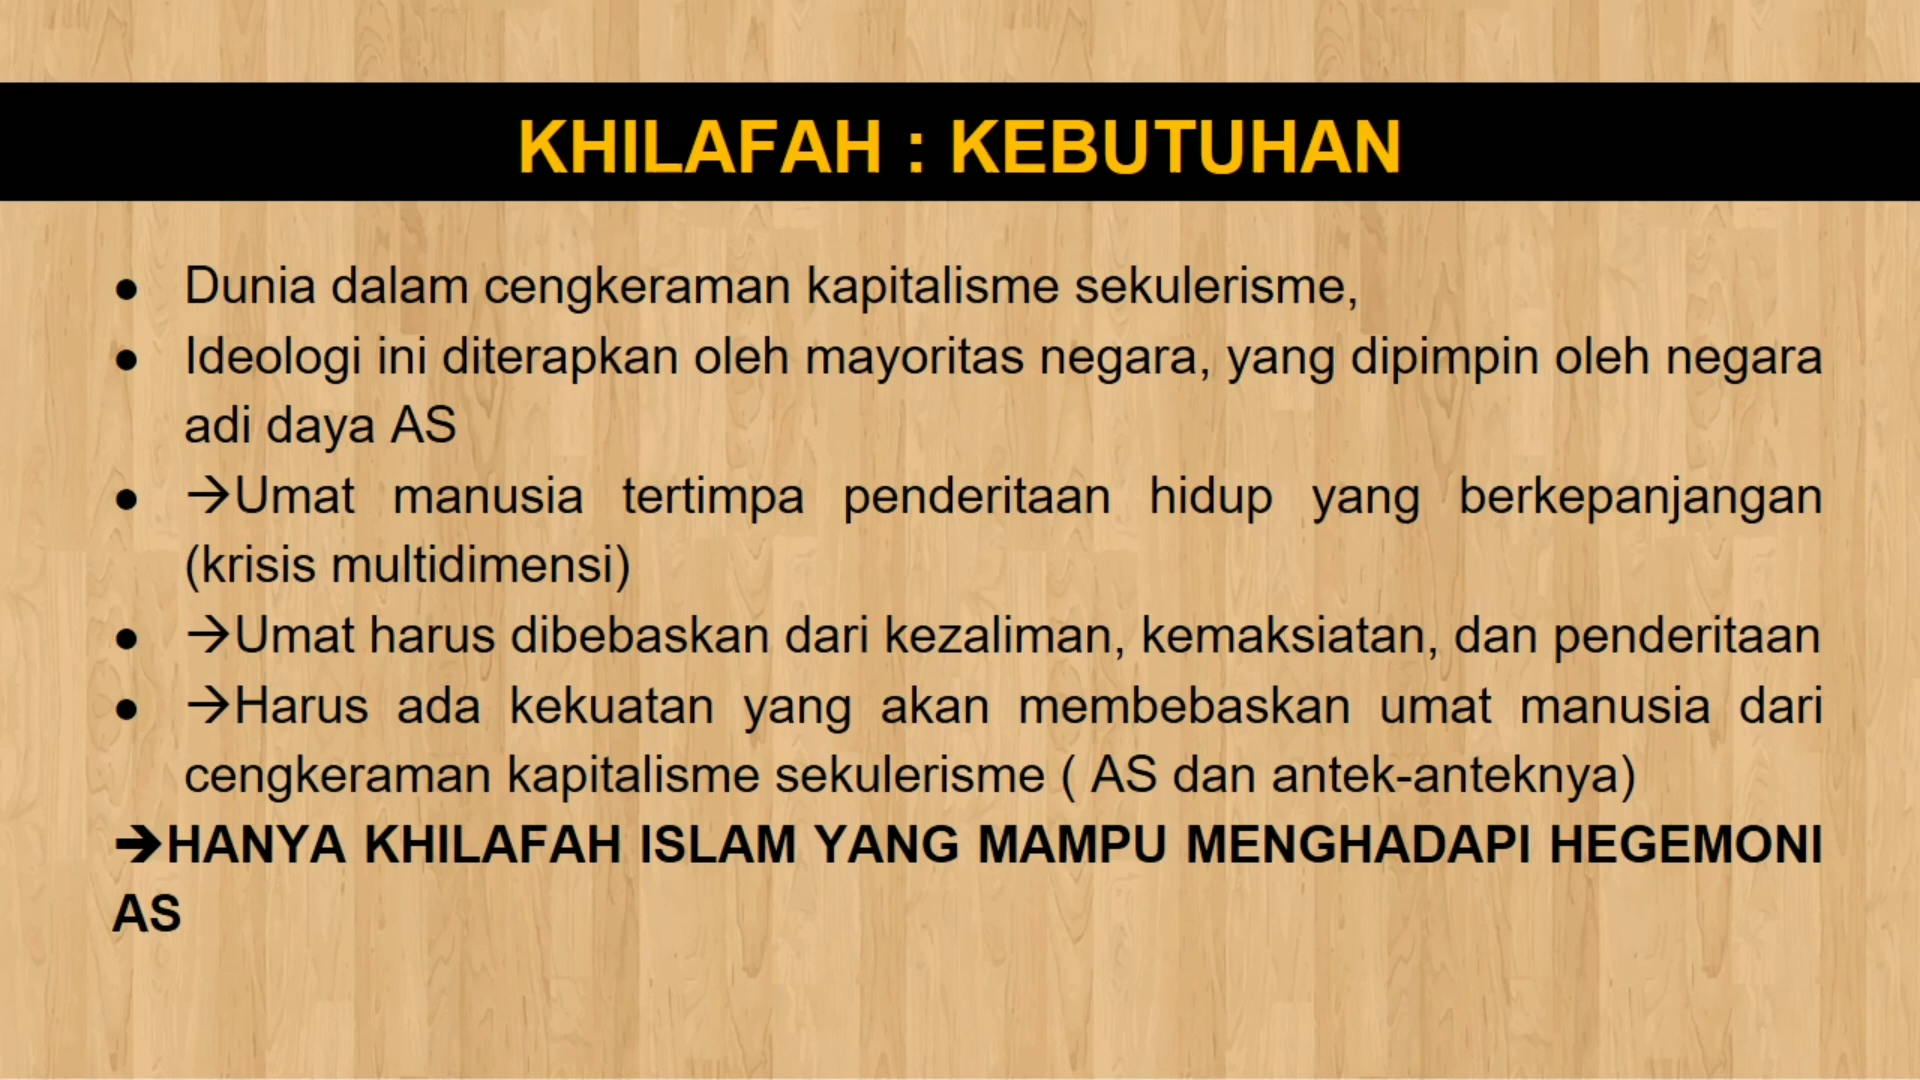 KHILAFAH : KEBUTUHAN
● Dunia dalam cengkeraman kapitalisme sekulerisme,
● Ideologi ini diterapkan oleh mayoritas negara, yang dipimpin oleh negara
adi daya AS
● →Umat manusia tertimpa penderitaan hidup yang berkepanjangan
(krisis multidimensi)
● →Umat harus dibebaskan dari kezaliman, kemaksiatan, dan penderitaan
● →Harus ada kekuatan yang akan membebaskan umat manusia dari
cengkeraman kapitalisme sekulerisme ( AS dan antek-anteknya)
➔HANYA KHILAFAH ISLAM YANG MAMPU MENGHADAPI HEGEMONI
AS